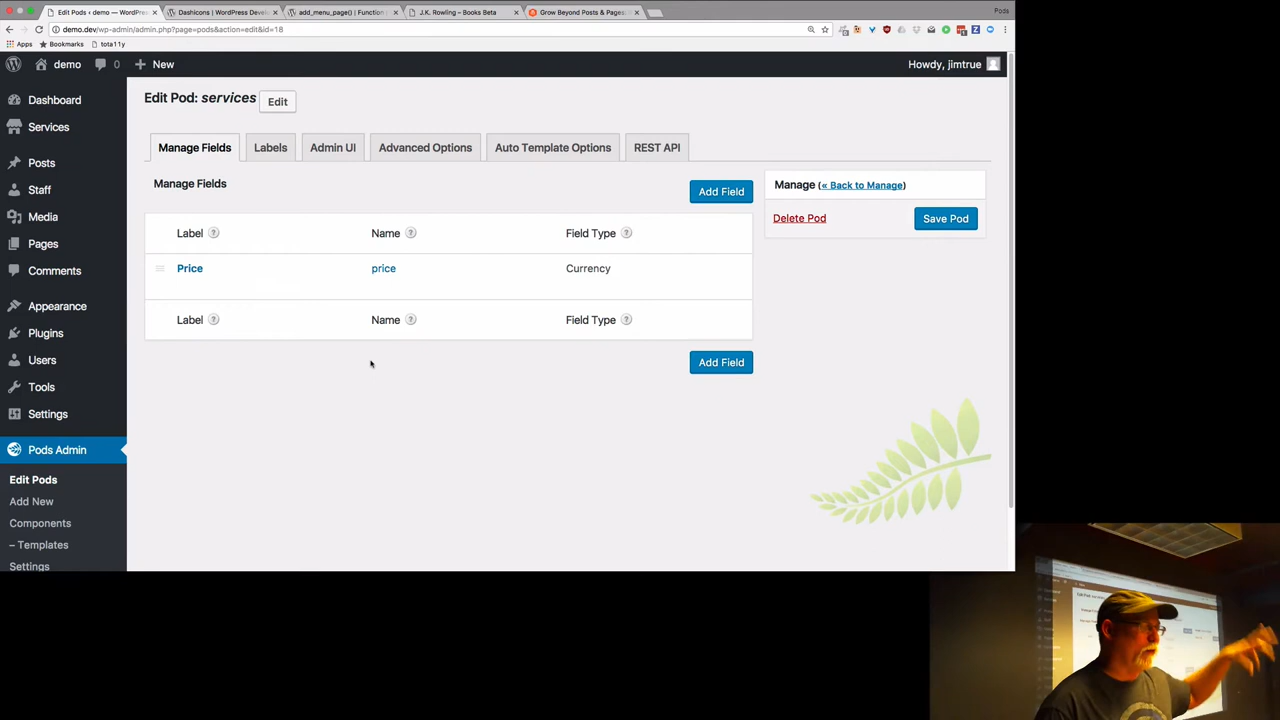 Edit Pods ‹ demo — WordPres
Dashicons | WordPress Develo
add_menu_page() | Function
J.K. Rowling – Books Beta
Grow Beyond Posts & Pages,
Pods
demo.dev/wp-admin/admin.php?page=pods&action=edit&id=18
Apps
Bookmarks
tota11y
demo
0
New
Howdy, jimtrue
Dashboard
Services
Posts
Staff
Media
Pages
Comments
Appearance
Plugins
Users
Tools
Settings
Pods Admin
Edit Pods
Add New
Components
– Templates
Settings
Edit Pod: services
Edit
Manage Fields
Labels
Admin UI
Advanced Options
Auto Template Options
REST API
Manage Fields
Add Field
Label ? Name ? Field Type ?
Price price Currency
Label ? Name ? Field Type ?
Add Field
Manage (« Back to Manage)
Delete Pod
Save Pod